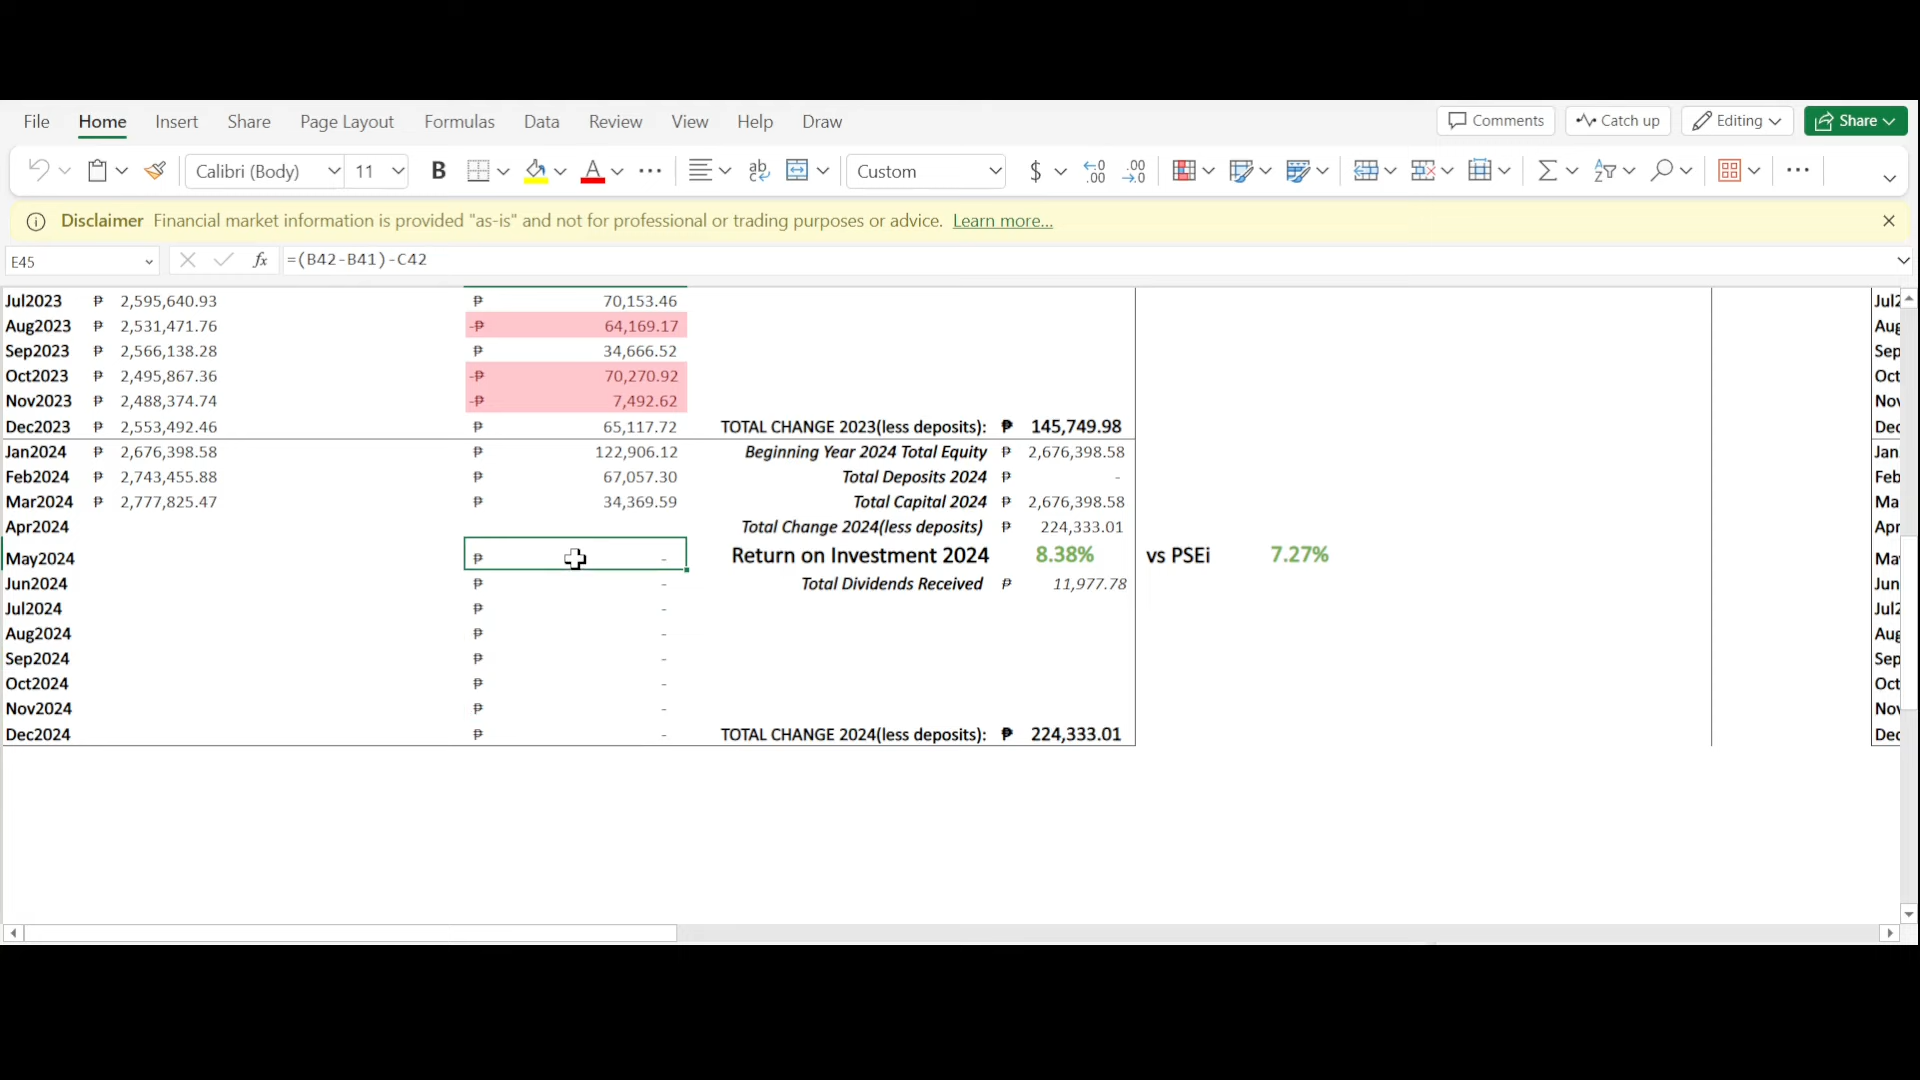 File Home Insert Share Page Layout Formulas Data Review View Help Draw Comments Catch up Editing Share
Calibri (Body) 11 B A ab Custom $ ←0 .00 .00 →0
Disclaimer Financial market information is provided "as-is" and not for professional or trading purposes or advice. Learn more...
E45 fx =(B42-B41)-C42
Jul2023 ₱ 2,595,640.93 ₱ 70,153.46
Aug2023 ₱ 2,531,471.76 -₱ 64,169.17
Sep2023 ₱ 2,566,138.28 ₱ 34,666.52
Oct2023 ₱ 2,495,867.36 -₱ 70,270.92
Nov2023 ₱ 2,488,374.74 -₱ 7,492.62
Dec2023 ₱ 2,553,492.46 ₱ 65,117.72 TOTAL CHANGE 2023(less deposits): ₱ 145,749.98
Jan2024 ₱ 2,676,398.58 ₱ 122,906.12 Beginning Year 2024 Total Equity ₱ 2,676,398.58
Feb2024 ₱ 2,743,455.88 ₱ 67,057.30 Total Deposits 2024 ₱ -
Mar2024 ₱ 2,777,825.47 ₱ 34,369.59 Total Capital 2024 ₱ 2,676,398.58
Apr2024 Total Change 2024(less deposits) ₱ 224,333.01
May2024 ₱ - Return on Investment 2024 8.38% vs PSEi 7.27%
Jun2024 ₱ - Total Dividends Received ₱ 11,977.78
Jul2024 ₱ -
Aug2024 ₱ -
Sep2024 ₱ -
Oct2024 ₱ -
Nov2024 ₱ -
Dec2024 ₱ - TOTAL CHANGE 2024(less deposits): ₱ 224,333.01